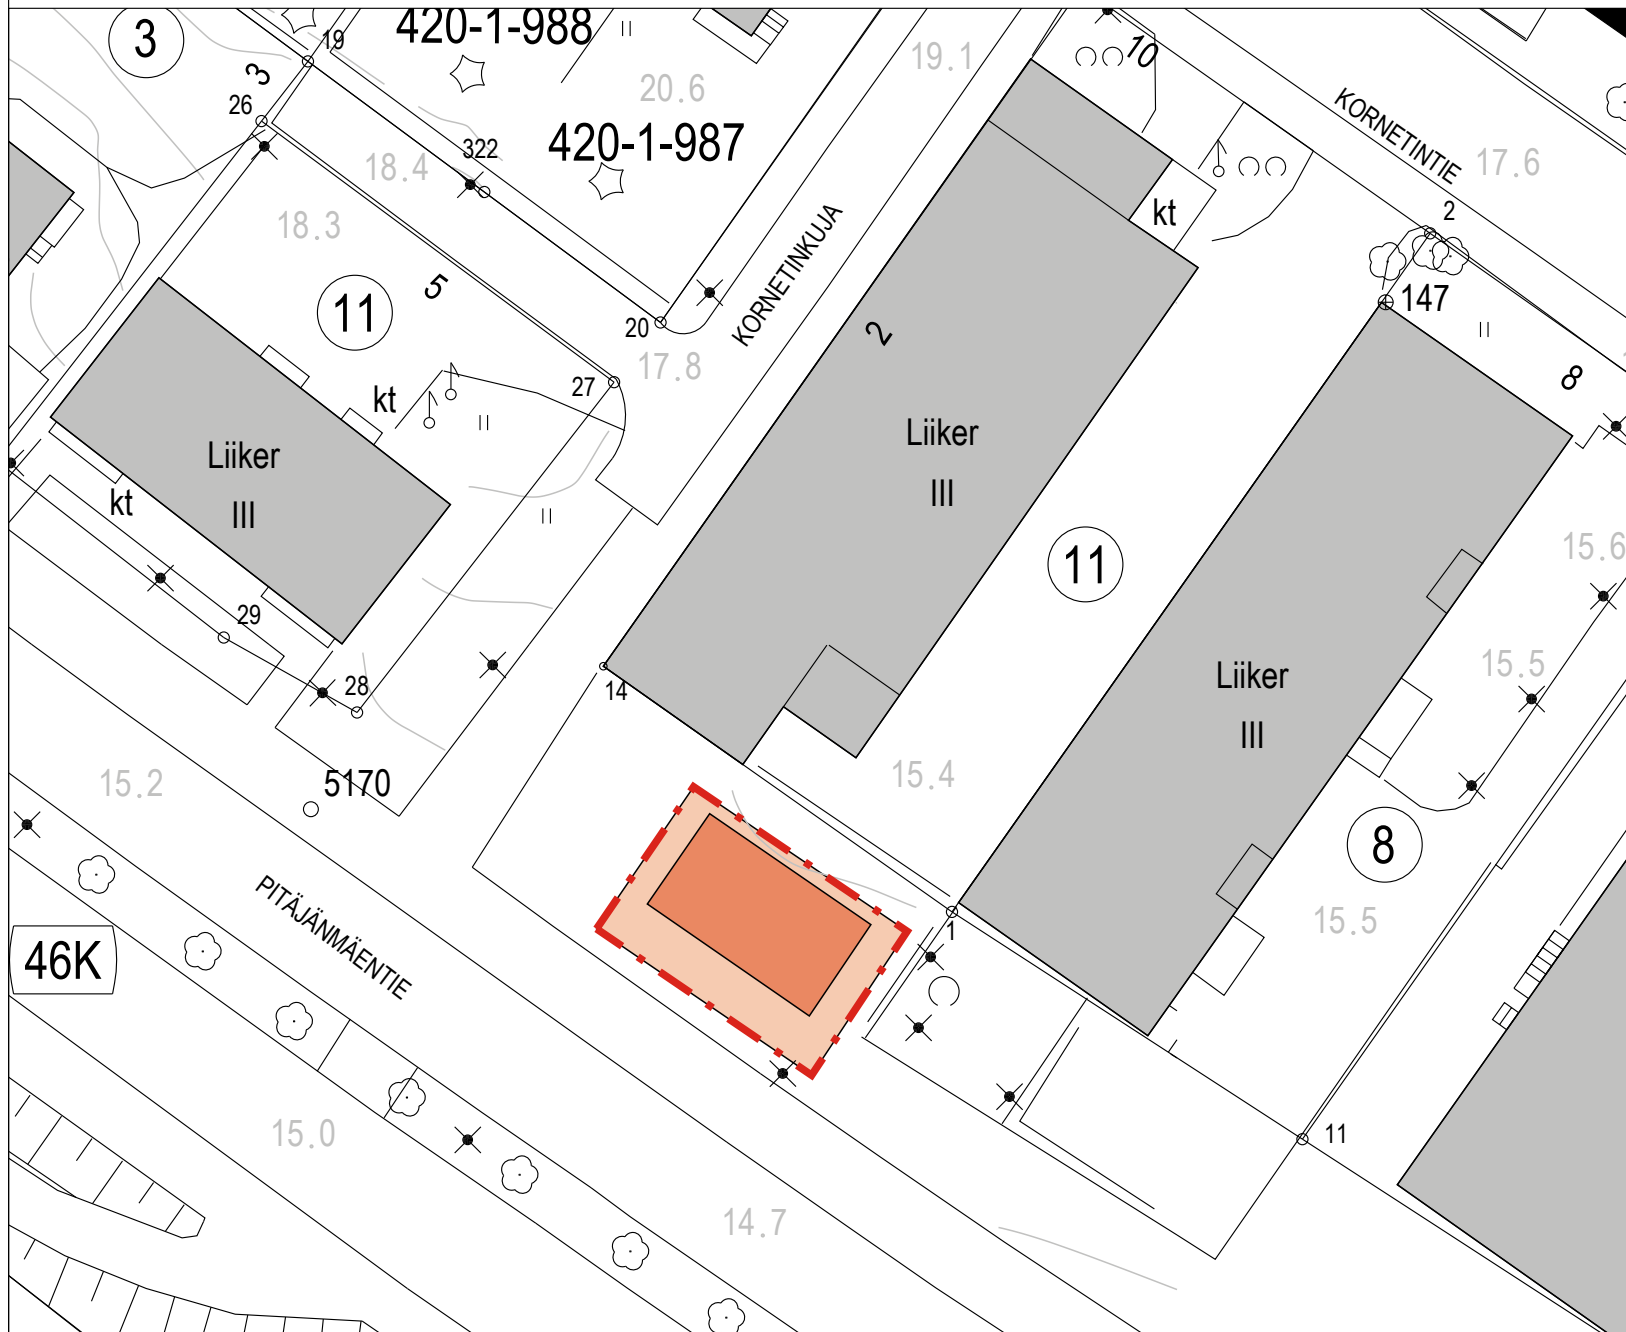 420-1-988
3
19
10
19.1
3
20.6
26
KORNETINTIE
420-1-987
322
17.6
18.4
kt
2
18.3
KORNETINKUJA
5
147
11
20
2
17.8
8
27
kt
Liiker
III
Liiker
III
kt
15.6
11
29
15.5
Liiker
III
28
14
15.2
5170
15.4
8
PITÄJÄNMÄENTIE
1
15.5
46K
15.0
11
14.7